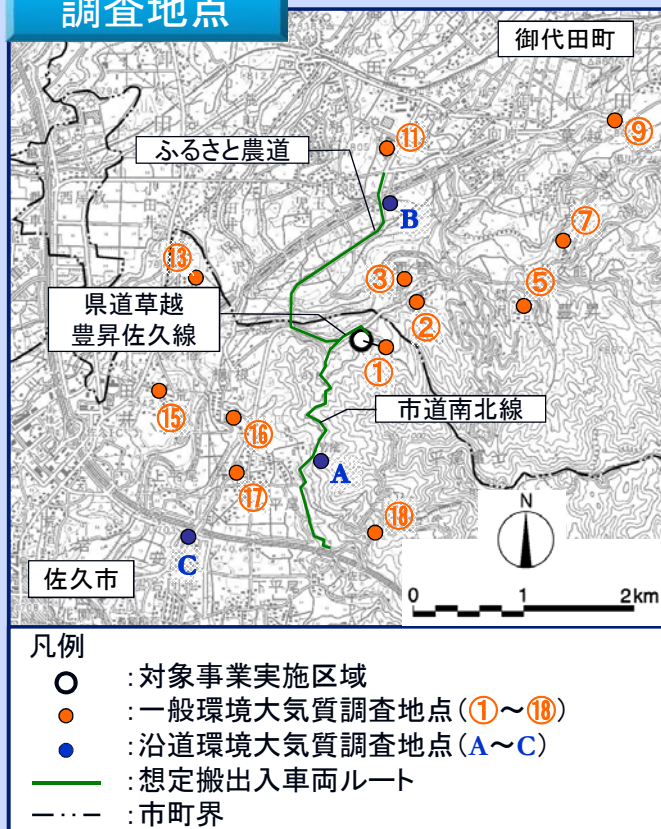 調査地点
御代田町
⑪
⑨
ふるさと農道
B
⑦
⑬
③
⑤
県道草越
豊昇佐久線
②
①
⑮
⑯
市道南北線
A
⑰
⑱
N
C
佐久市
0 1 2km
凡例
:対象事業実施区域
:一般環境大気質調査地点(①~⑱)
:沿道環境大気質調査地点(A~C)
:想定搬出入車両ルート
:市町界